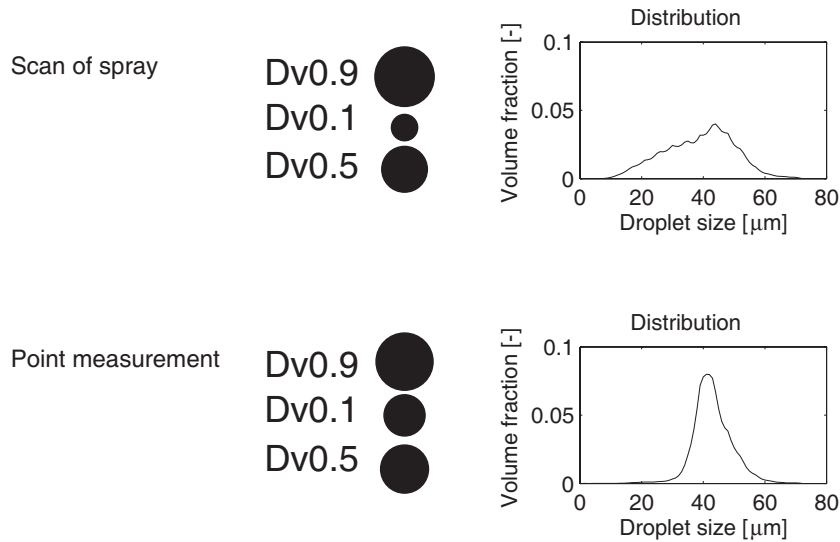 Scan of spray
Dv0.9
Dv0.1
Dv0.5
Distribution
Volume fraction [-]
0.1
0.05
0
0 20 40 60 80
Droplet size [μm]
Point measurement
Dv0.9
Dv0.1
Dv0.5
Distribution
Volume fraction [-]
0.1
0.05
0
0 20 40 60 80
Droplet size [μm]